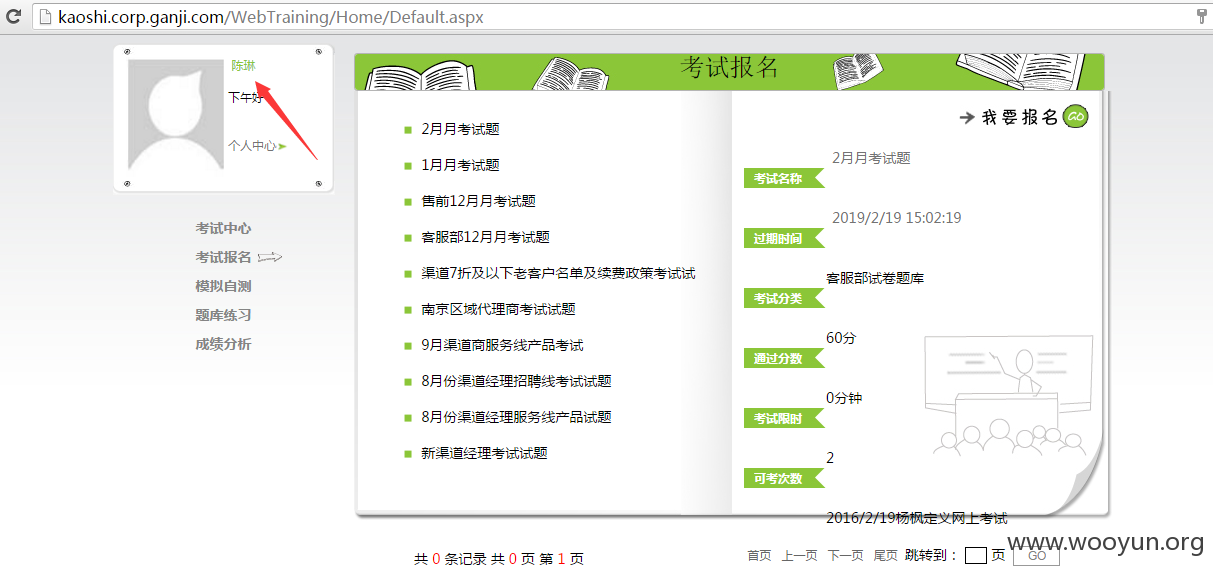 kaoshi.corp.ganji.com/WebTraining/Home/Default.aspx
陈琳
下午好
个人中心
考试中心
考试报名
模拟自测
题库练习
成绩分析
考试报名
2月月考试题
1月月考试题
售前12月月考试题
客服部12月月考试题
渠道7折及以下老客户名单及续费政策考试试
南京区域代理商考试试题
9月渠道商服务线产品考试
8月份渠道经理招聘线考试试题
8月份渠道经理服务线产品试题
新渠道经理考试试题
我要报名 GO
考试名称 2月月考试题
过期时间 2019/2/19 15:02:19
考试分类 客服部试卷题库
通过分数 60分
考试限时 0分钟
可考次数 2
2016/2/19杨枫定义网上考试
共 0 条记录 共 0 页 第 1 页
首页 上一页 下一页 尾页 跳转到： 页 GO
www.wooyun.org